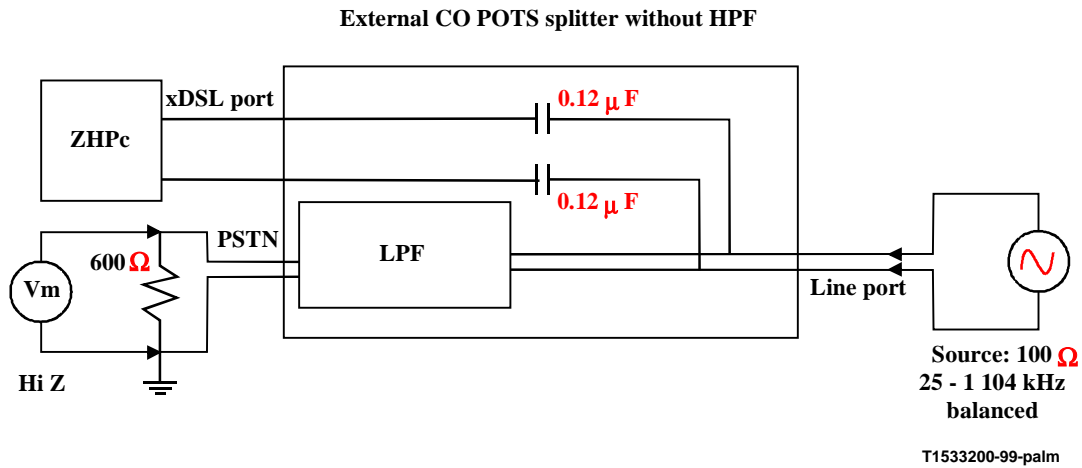 External CO POTS splitter without HPF
xDSL port
0.12 μ F
ZHPc
0.12 μ F
PSTN
LPF
600 Ω
Vm
Line port
Hi Z
Source: 100 Ω
25 - 1 104 kHz
balanced
T1533200-99-palm